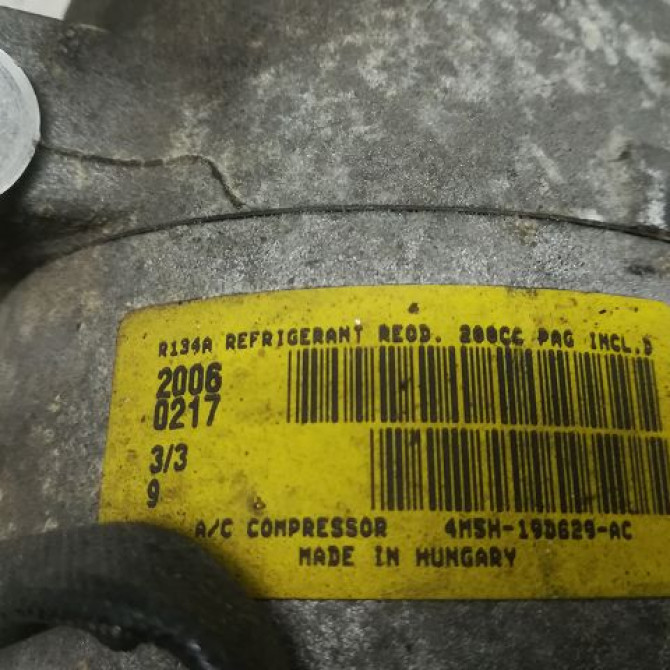 R134A REFRIGERANT REQD. 200CC PAG INCL.D
2006
0217
3/3
9
A/C COMPRESSOR 4M5H-19D629-AC
MADE IN HUNGARY